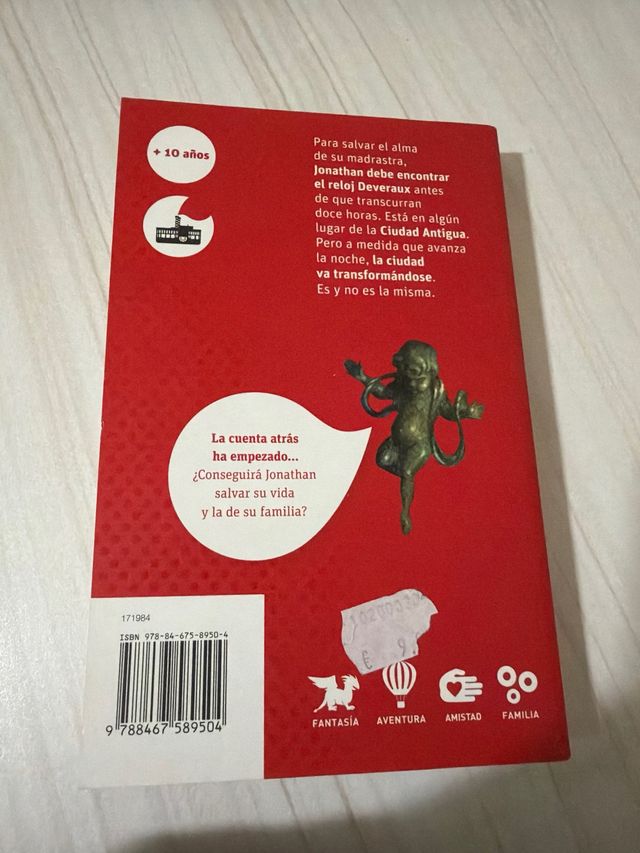 + 10 años
Para salvar el alma
de su madrastra,
Jonathan debe encontrar
el reloj Deveraux antes
de que transcurran
doce horas. Está en algún
lugar de la Ciudad Antigua.
Pero a medida que avanza
la noche, la ciudad
va transformándose.
Es y no es la misma.
La cuenta atrás
ha empezado...
¿Conseguirá Jonathan
salvar su vida
y la de su familia?
171984
ISBN 978-84-675-8950-4
9 788467 589504
€ 9
FANTASÍA
AVENTURA
AMISTAD
FAMILIA